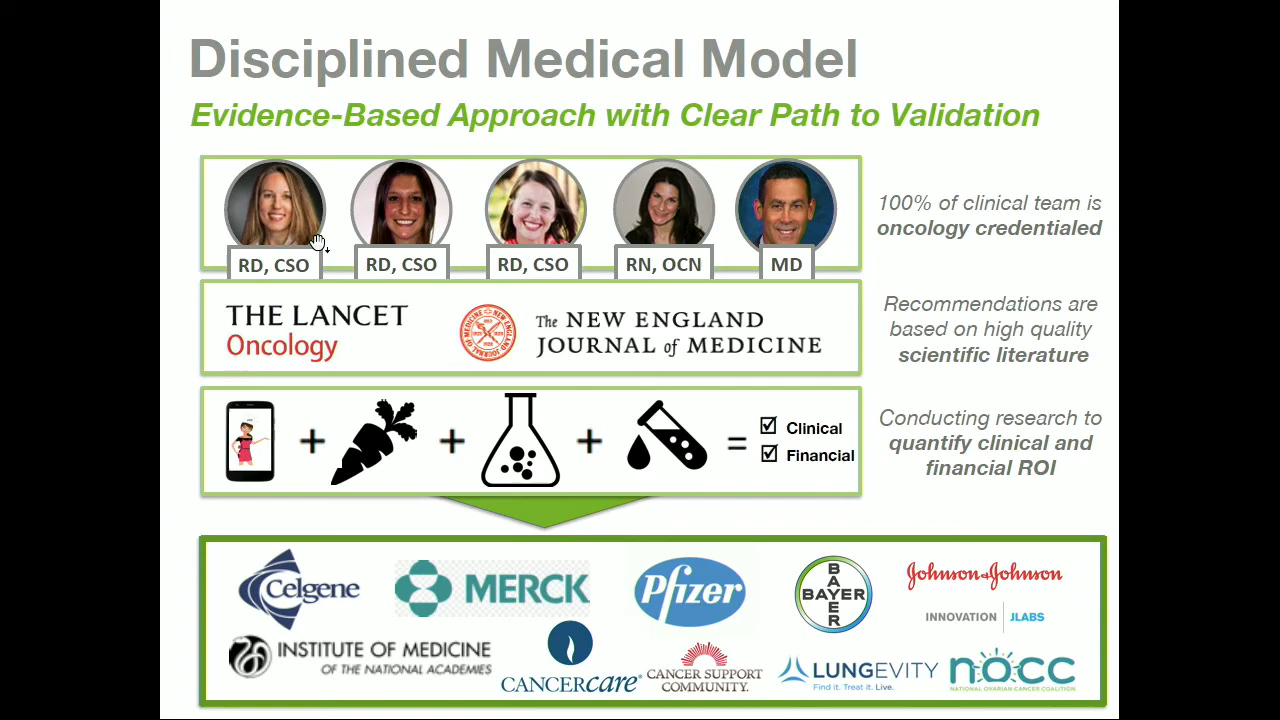 Disciplined Medical Model
Evidence-Based Approach with Clear Path to Validation
RD, CSO
RD, CSO
RD, CSO
RN, OCN
MD
100% of clinical team is
oncology credentialed
THE LANCET
Oncology
The NEW ENGLAND
JOURNAL of MEDICINE
Recommendations are
based on high quality
scientific literature
+ + + =
Clinical
Financial
Conducting research to
quantify clinical and
financial ROI
Celgene
MERCK
Pfizer
BAYER
BAYER
Johnson & Johnson
INNOVATION | JLABS
INSTITUTE OF MEDICINE
OF THE NATIONAL ACADEMIES
CANCERcare®
CANCER SUPPORT
COMMUNITY.
LUNGEVITY
Find it. Treat it. Live.
nocc
NATIONAL OVARIAN CANCER COALITION